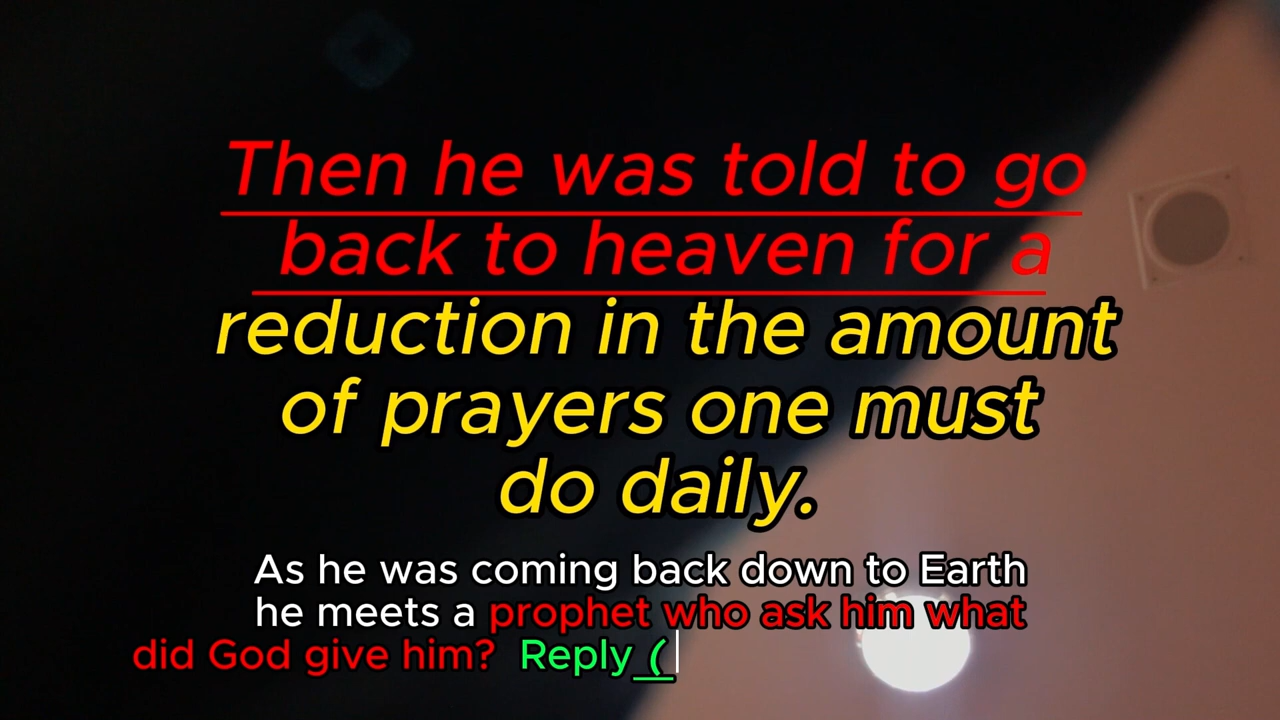 Then he was told to go
back to heaven for a
reduction in the amount
of prayers one must
do daily.
As he was coming back down to Earth
he meets a prophet who ask him what
did God give him? Reply (